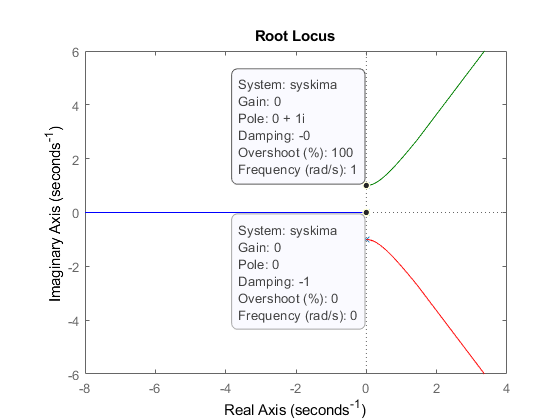 Root Locus
6
4
2
0
-2
-4
-6
Imaginary Axis (seconds⁻¹)
System: syskima
Gain: 0
Pole: 0 + 1i
Damping: -0
Overshoot (%): 100
Frequency (rad/s): 1
System: syskima
Gain: 0
Pole: 0
Damping: -1
Overshoot (%): 0
Frequency (rad/s): 0
-8 -6 -4 -2 0 2 4
Real Axis (seconds⁻¹)